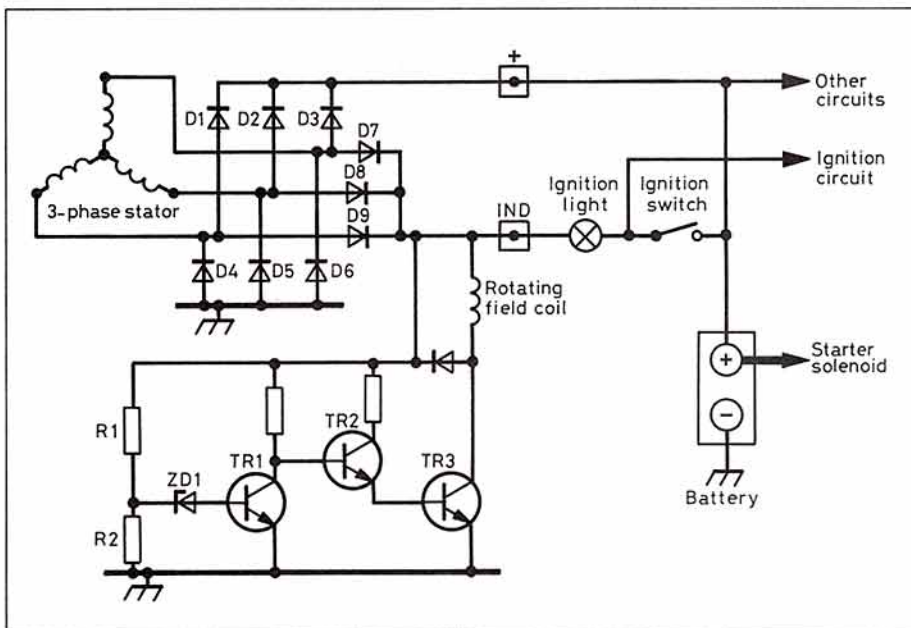 +
D1
D2
D3
D7
D8
D9
3-phase stator
D4
D5
D6
IND
Ignition
light
Ignition
switch
Other
circuits
Ignition
circuit
Rotating
field coil
Starter
solenoid
+
−
Battery
R1
R2
ZD1
TR1
TR2
TR3